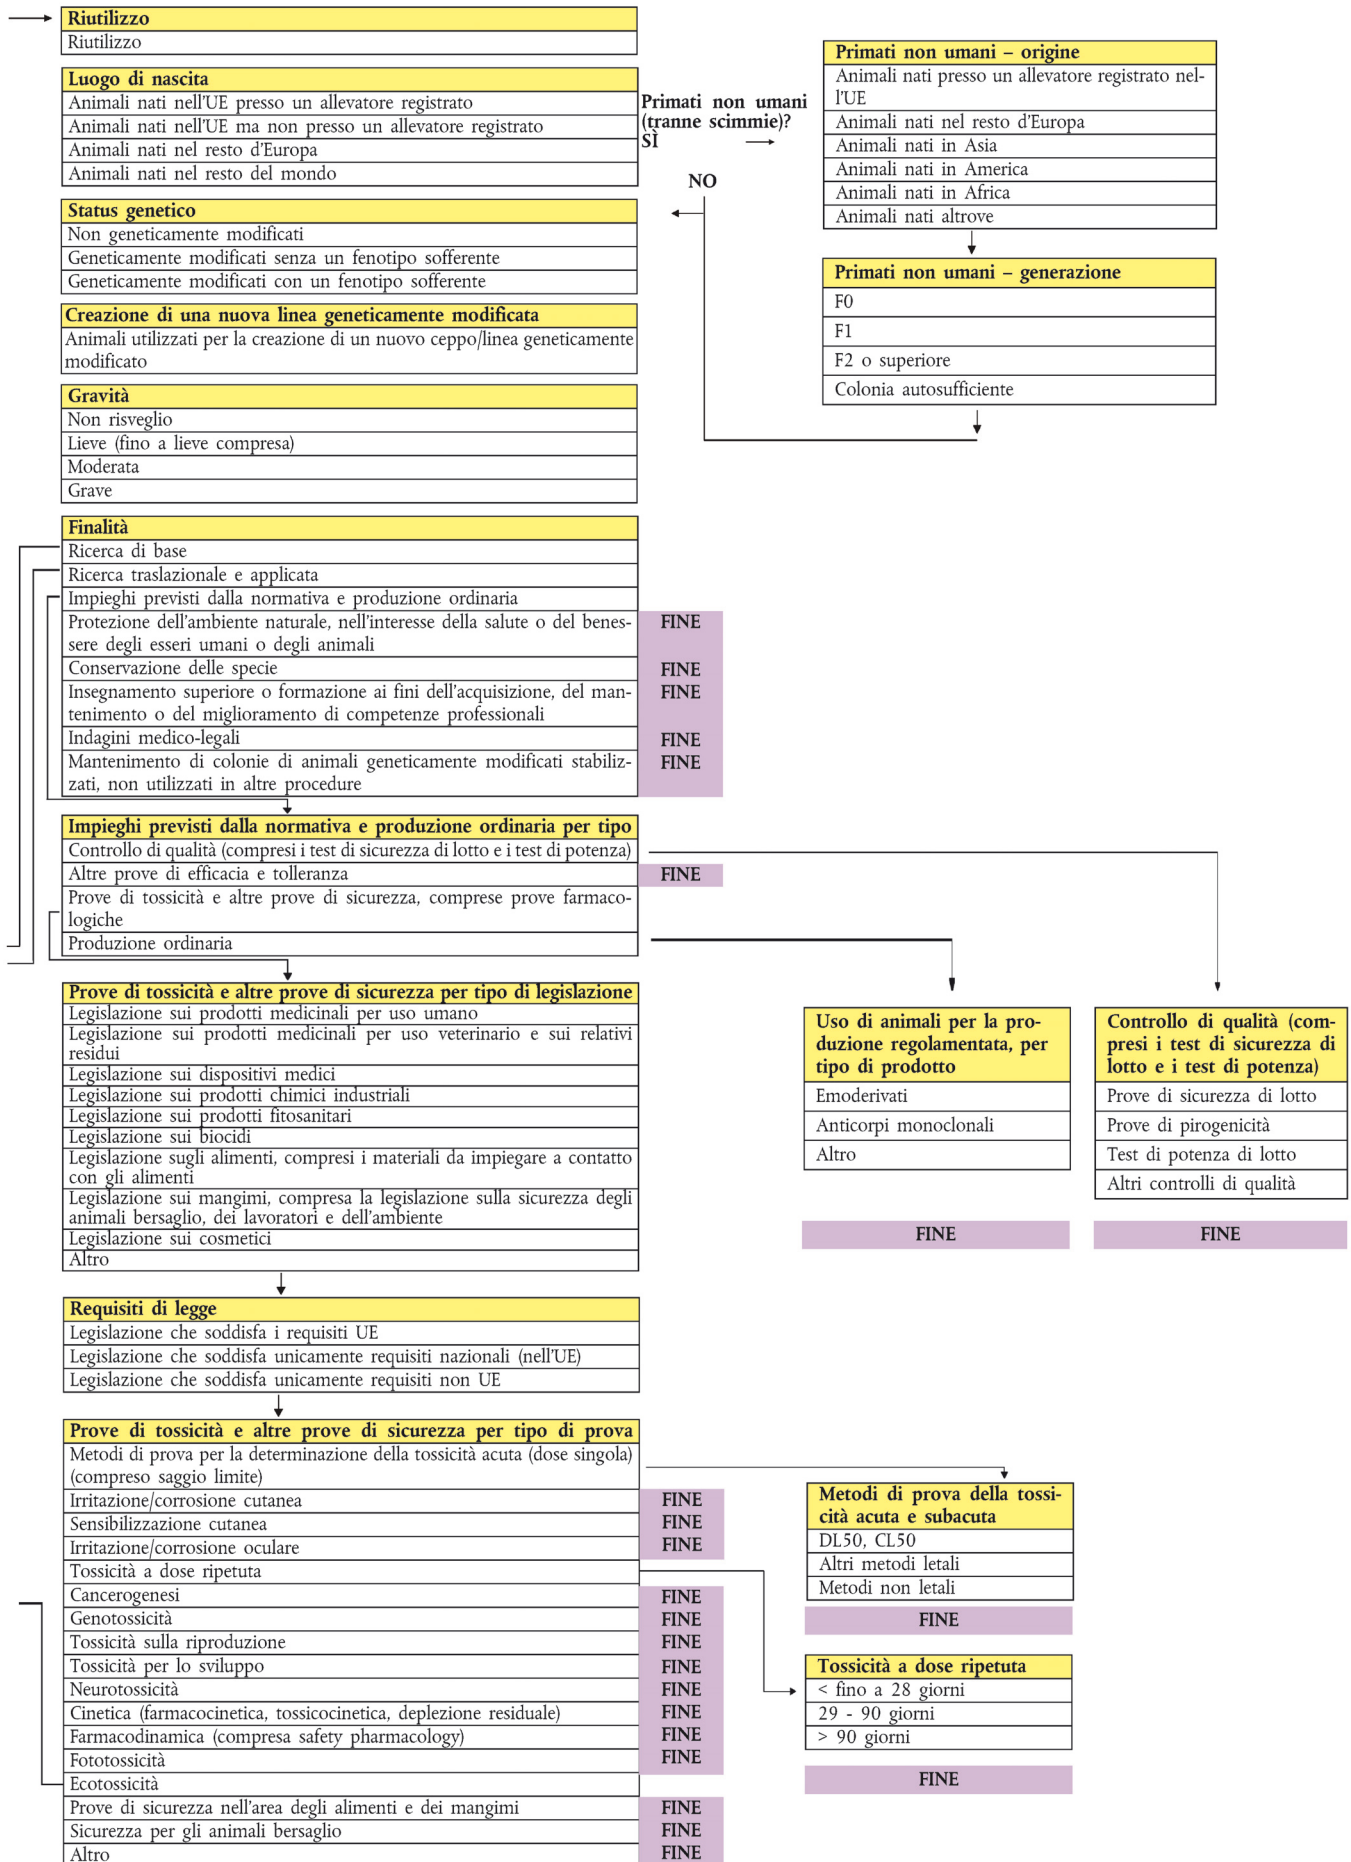 Riutilizzo
Riutilizzo
Luogo di nascita
Animali nati nell'UE presso un allevatore registrato
Animali nati nell'UE ma non presso un allevatore registrato
Animali nati nel resto d'Europa
Animali nati nel resto del mondo
Primati non umani
(tranne scimmie)?
SÌ
NO
Primati non umani – origine
Animali nati presso un allevatore registrato nel-
l'UE
Animali nati nel resto d'Europa
Animali nati in Asia
Animali nati in America
Animali nati in Africa
Animali nati altrove
Primati non umani – generazione
F0
F1
F2 o superiore
Colonia autosufficiente
Status genetico
Non geneticamente modificati
Geneticamente modificati senza un fenotipo sofferente
Geneticamente modificati con un fenotipo sofferente
Creazione di una nuova linea geneticamente modificata
Animali utilizzati per la creazione di un nuovo ceppo/linea geneticamente
modificato
Gravità
Non risveglio
Lieve (fino a lieve compresa)
Moderata
Grave
Finalità
Ricerca di base
Ricerca traslazionale e applicata
Impieghi previsti dalla normativa e produzione ordinaria
Protezione dell'ambiente naturale, nell'interesse della salute o del benes- FINE
sere degli esseri umani o degli animali
Conservazione delle specie FINE
Insegnamento superiore o formazione ai fini dell'acquisizione, del man- FINE
tenimento o del miglioramento di competenze professionali
Indagini medico-legali FINE
Mantenimento di colonie di animali geneticamente modificati stabiliz- FINE
zati, non utilizzati in altre procedure
Impieghi previsti dalla normativa e produzione ordinaria per tipo
Controllo di qualità (compresi i test di sicurezza di lotto e i test di potenza)
Altre prove di efficacia e tolleranza FINE
Prove di tossicità e altre prove di sicurezza, comprese prove farmaco-
logiche
Produzione ordinaria
Prove di tossicità e altre prove di sicurezza per tipo di legislazione
Legislazione sui prodotti medicinali per uso umano
Legislazione sui prodotti medicinali per uso veterinario e sui relativi
residui
Legislazione sui dispositivi medici
Legislazione sui prodotti chimici industriali
Legislazione sui prodotti fitosanitari
Legislazione sui biocidi
Legislazione sugli alimenti, compresi i materiali da impiegare a contatto
con gli alimenti
Legislazione sui mangimi, compresa la legislazione sulla sicurezza degli
animali bersaglio, dei lavoratori e dell'ambiente
Legislazione sui cosmetici
Altro
Uso di animali per la pro-
duzione regolamentata, per
tipo di prodotto
Emoderivati
Anticorpi monoclonali
Altro
FINE
Controllo di qualità (com-
presi i test di sicurezza di
lotto e i test di potenza)
Prove di sicurezza di lotto
Prove di pirogenicità
Test di potenza di lotto
Altri controlli di qualità
FINE
Requisiti di legge
Legislazione che soddisfa i requisiti UE
Legislazione che soddisfa unicamente requisiti nazionali (nell'UE)
Legislazione che soddisfa unicamente requisiti non UE
Prove di tossicità e altre prove di sicurezza per tipo di prova
Metodi di prova per la determinazione della tossicità acuta (dose singola)
(compreso saggio limite)
Irritazione/corrosione cutanea FINE
Sensibilizzazione cutanea FINE
Irritazione/corrosione oculare FINE
Tossicità a dose ripetuta
Cancerogenesi FINE
Genotossicità FINE
Tossicità sulla riproduzione FINE
Tossicità per lo sviluppo FINE
Neurotossicità FINE
Cinetica (farmacocinetica, tossicocinetica, deplezione residuale) FINE
Farmacodinamica (compresa safety pharmacology) FINE
Fototossicità FINE
Ecotossicità
Prove di sicurezza nell'area degli alimenti e dei mangimi FINE
Sicurezza per gli animali bersaglio FINE
Altro FINE
Metodi di prova della tossi-
cità acuta e subacuta
DL50, CL50
Altri metodi letali
Metodi non letali
FINE
Tossicità a dose ripetuta
< fino a 28 giorni
29 - 90 giorni
> 90 giorni
FINE